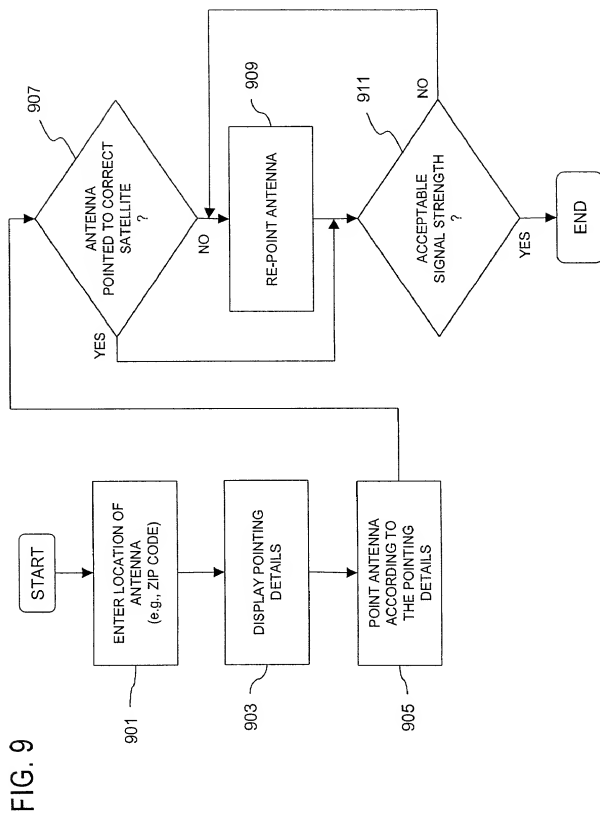 FIG. 9
START
ENTER LOCATION OF
ANTENNA
(e.g., ZIP CODE)
901
DISPLAY POINTING
DETAILS
903
POINT ANTENNA
ACCORDING TO
THE POINTING
DETAILS
905
907
ANTENNA
POINTED TO CORRECT
SATELLITE
?
YES
NO
RE-POINT ANTENNA
909
911
ACCEPTABLE
SIGNAL STRENGTH
?
NO
YES
END